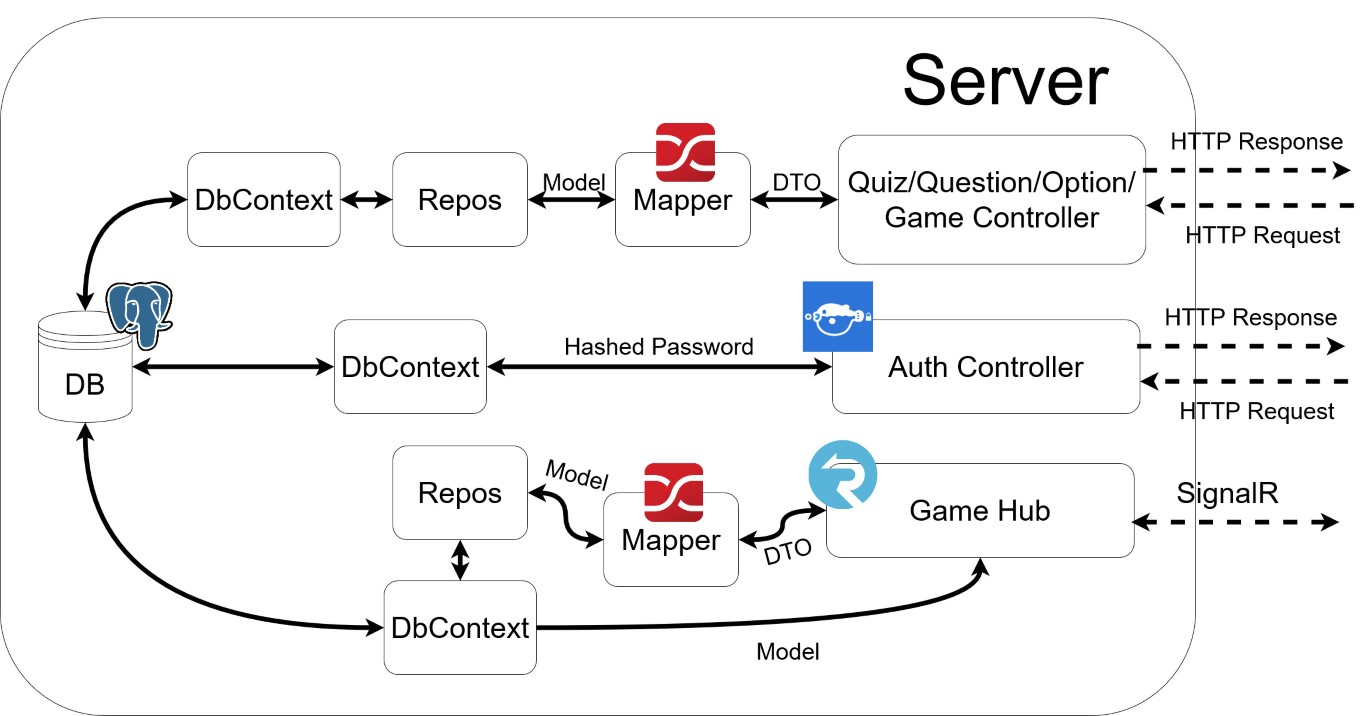 Server
HTTP Response
DbContext
Repos
Model
Mapper
DTO
Quiz/Question/Option/
Game Controller
HTTP Request
HTTP Response
DB
DbContext
Hashed Password
Auth Controller
HTTP Request
Repos
Model
Mapper
DTO
Game Hub
SignalR
DbContext
Model